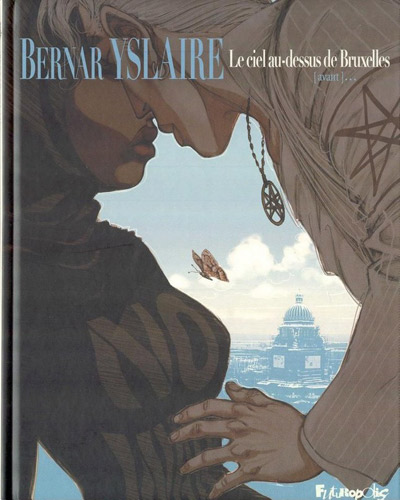 BERNAR YSLAIRE
Le ciel au-dessus de Bruxelles
[avant]...
NO
Futuropolis